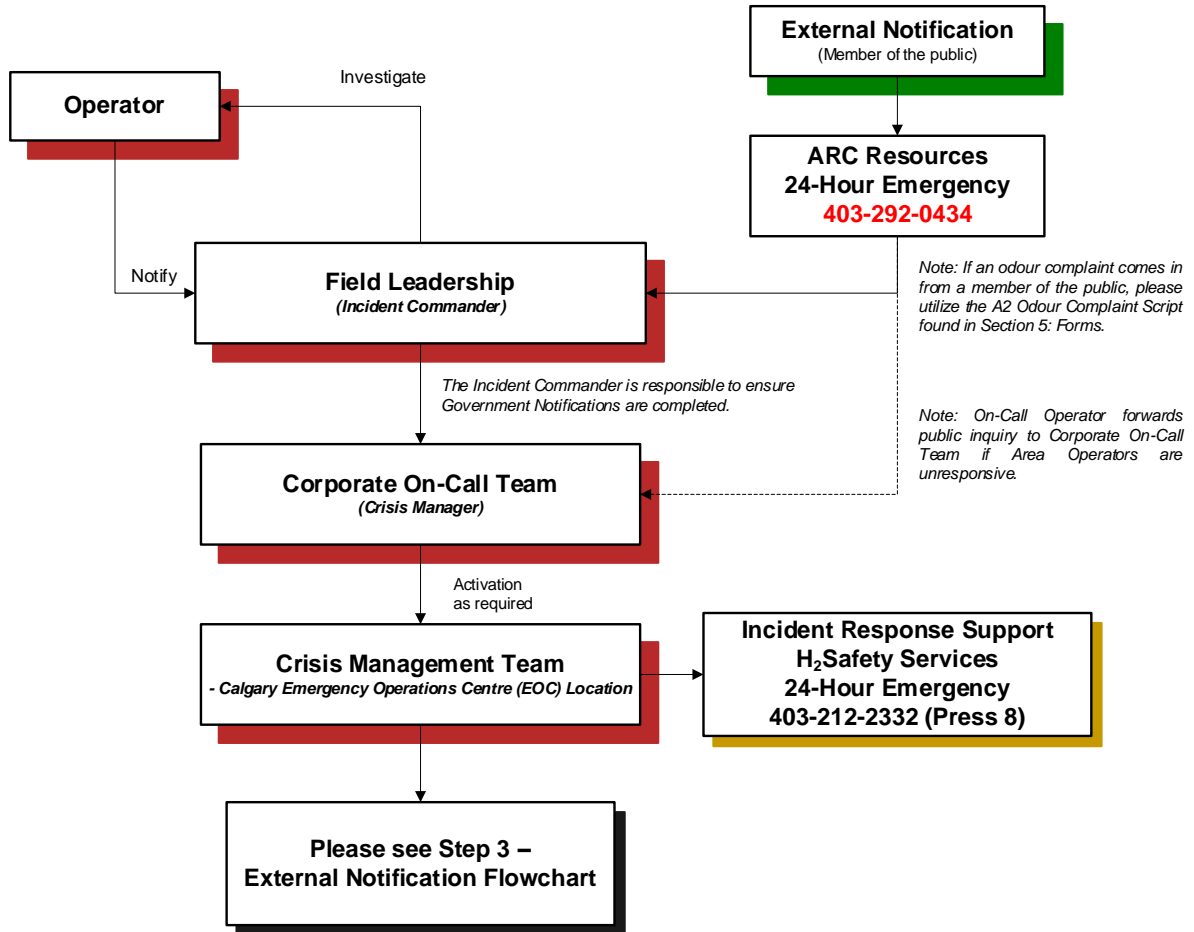 External Notification
(Member of the public)
Investigate
Operator
ARC Resources
24-Hour Emergency
403-292-0434
Notify
Field Leadership
(Incident Commander)
Note: If an odour complaint comes in
from a member of the public, please
utilize the A2 Odour Complaint Script
found in Section 5: Forms.
The Incident Commander is responsible to ensure
Government Notifications are completed.
Note: On-Call Operator forwards
public inquiry to Corporate On-Call
Team if Area Operators are
unresponsive.
Corporate On-Call Team
(Crisis Manager)
Activation
as required
Crisis Management Team
- Calgary Emergency Operations Centre (EOC) Location
Incident Response Support
H₂Safety Services
24-Hour Emergency
403-212-2332 (Press 8)
Please see Step 3 –
External Notification Flowchart